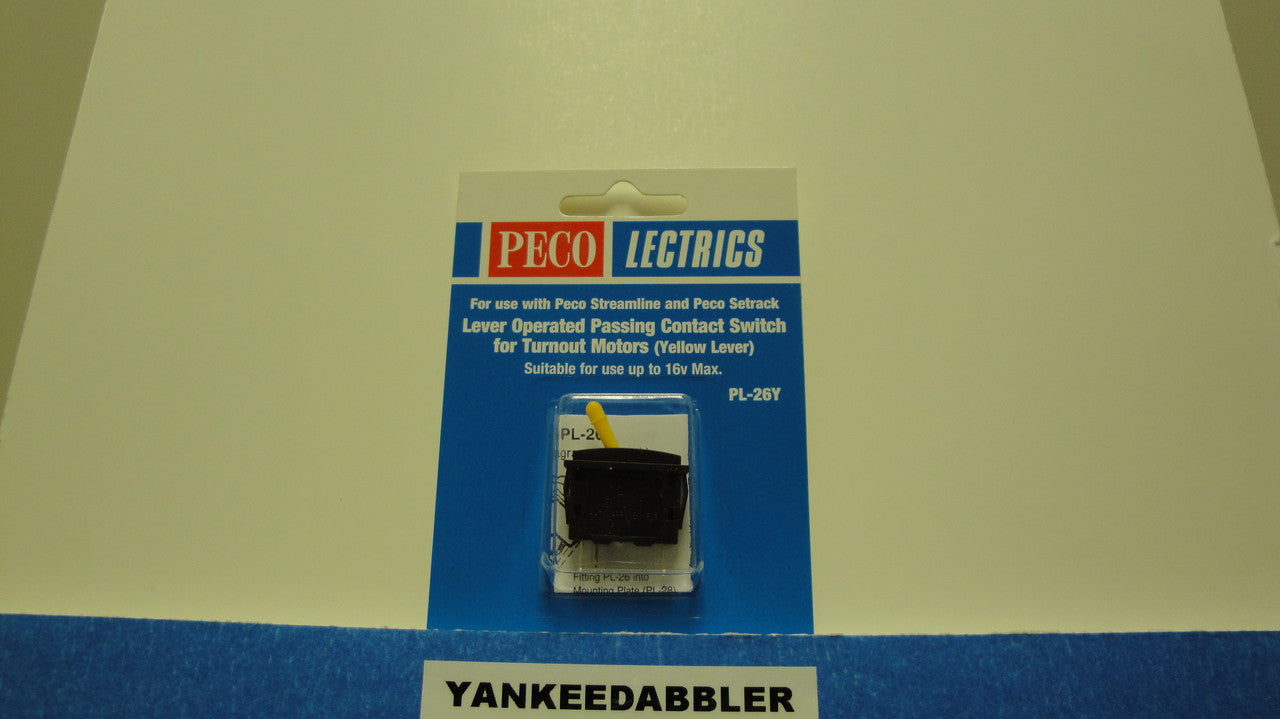 PECO LECTRICS
For use with Peco Streamline and Peco Setrack
Lever Operated Passing Contact Switch
for Turnout Motors (Yellow Lever)
Suitable for use up to 16v Max.
PL-26Y
Fitting PL-26 into
Mounting Plate (PL-28)
YANKEEDABBLER